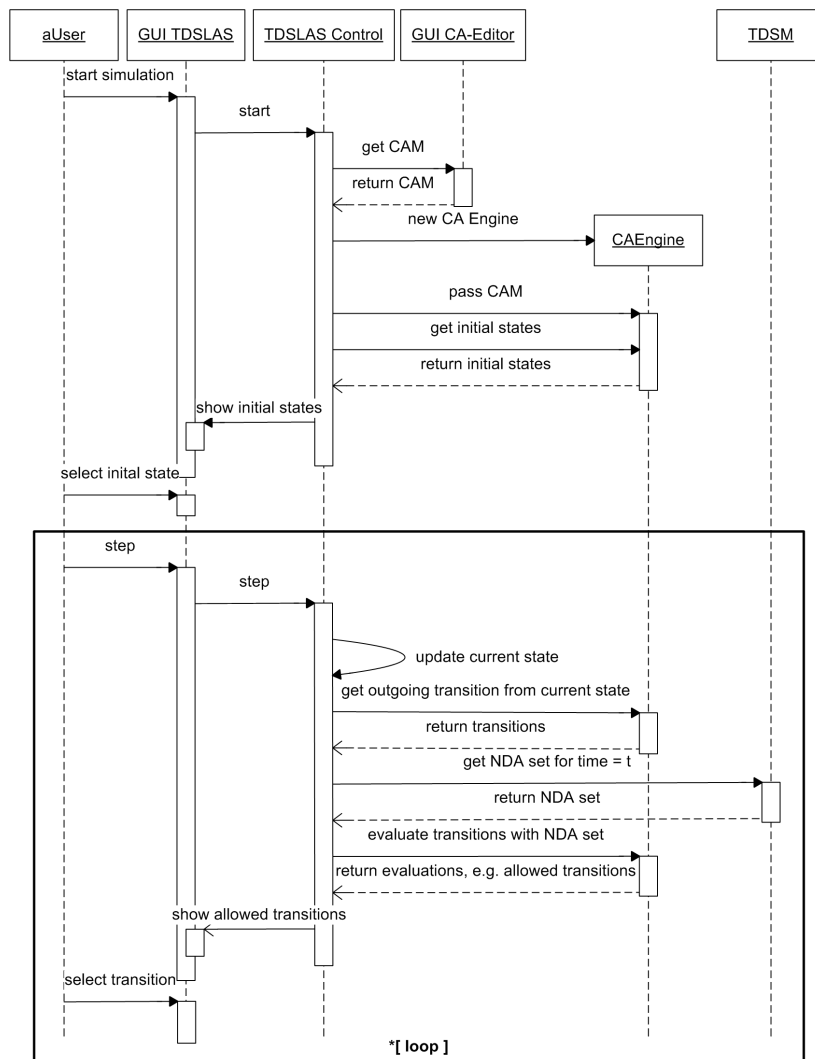 aUser
GUI TDSLAS
TDSLAS Control
GUI CA-Editor
TDSM
start simulation
start
get CAM
return CAM
new CA Engine
CAEngine
pass CAM
get initial states
return initial states
show initial states
select inital state
step
step
update current state
get outgoing transition from current state
return transitions
get NDA set for time = t
return NDA set
evaluate transitions with NDA set
return evaluations, e.g. allowed transitions
show allowed transitions
select transition
*[ loop ]